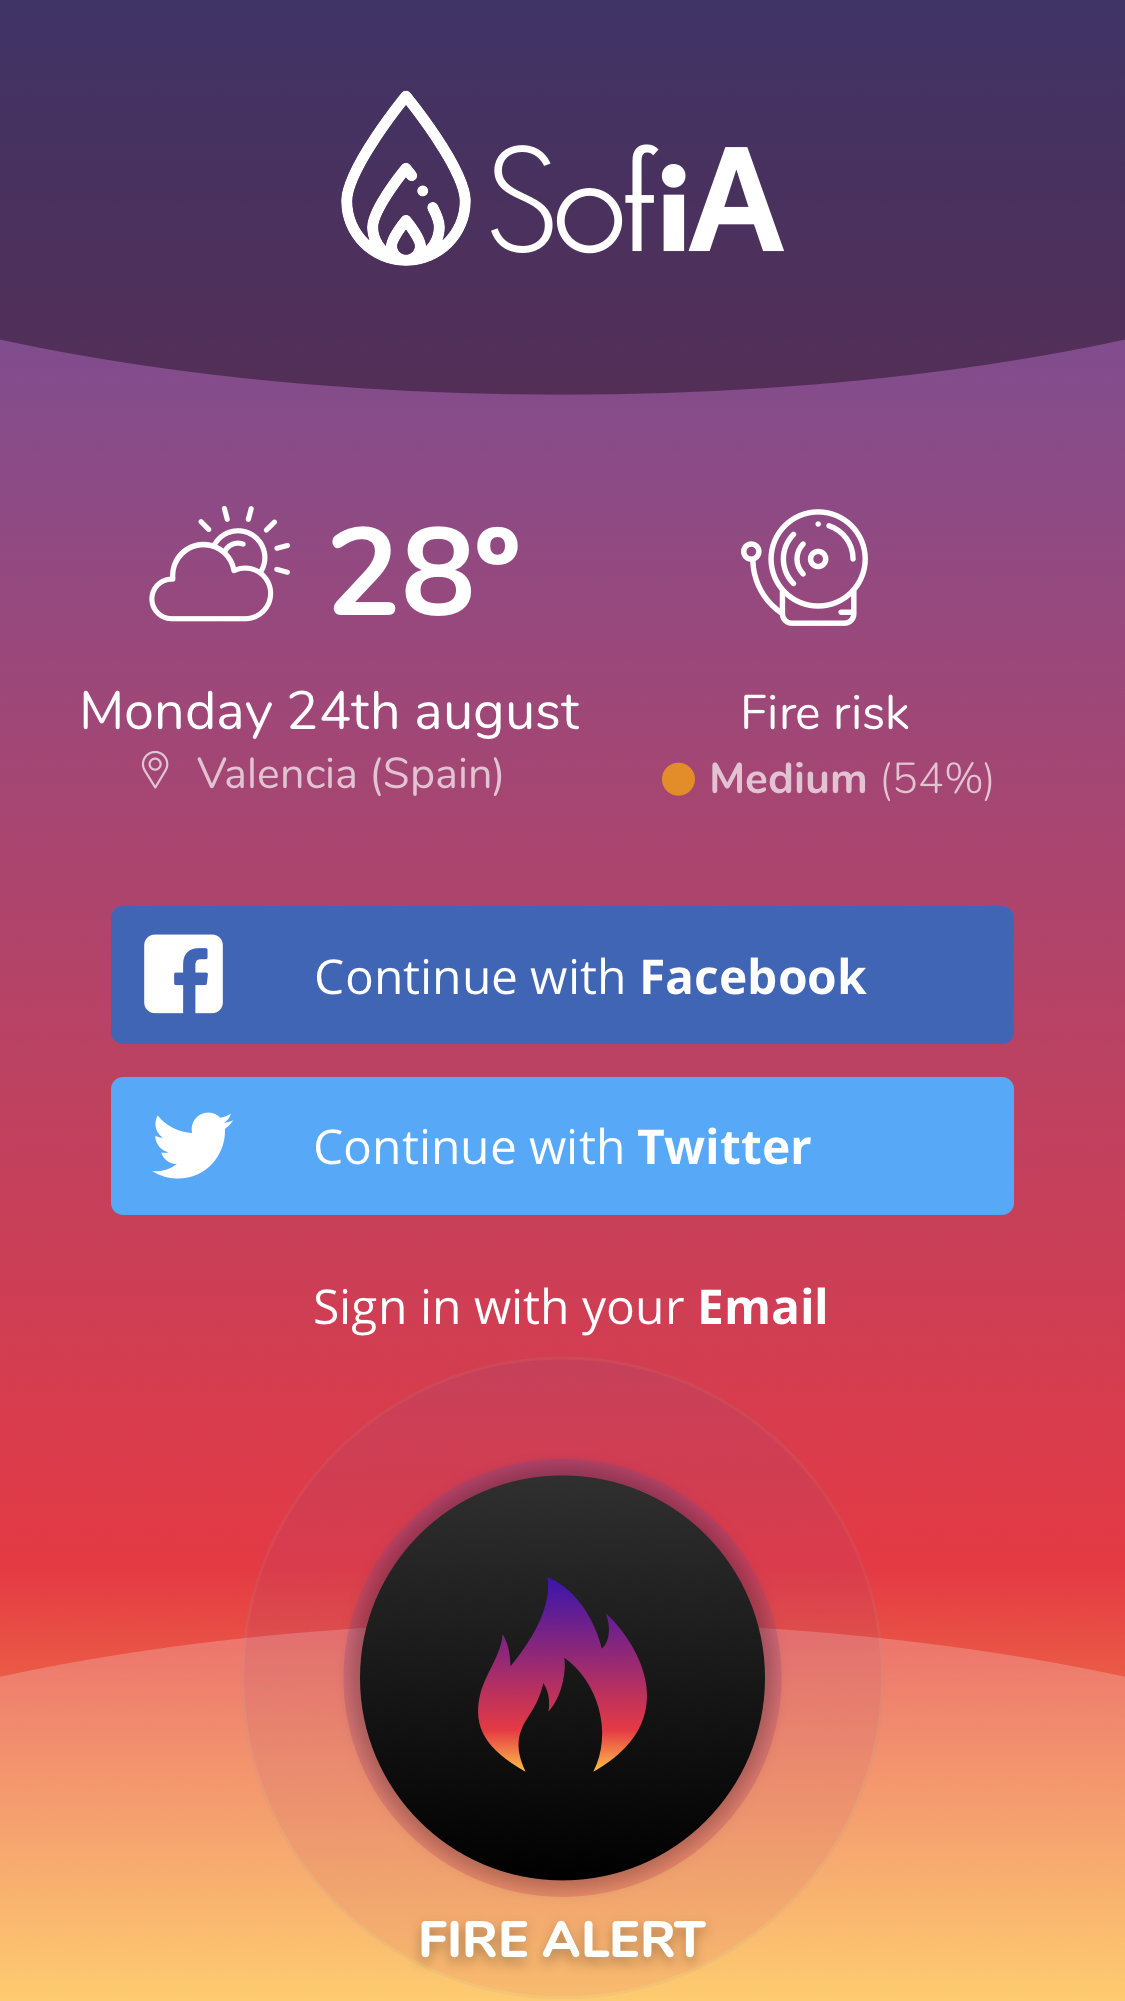 SofiA
28°
Monday 24th august
Valencia (Spain)
Fire risk
Medium (54%)
Continue with Facebook
Continue with Twitter
Sign in with your Email
FIRE ALERT